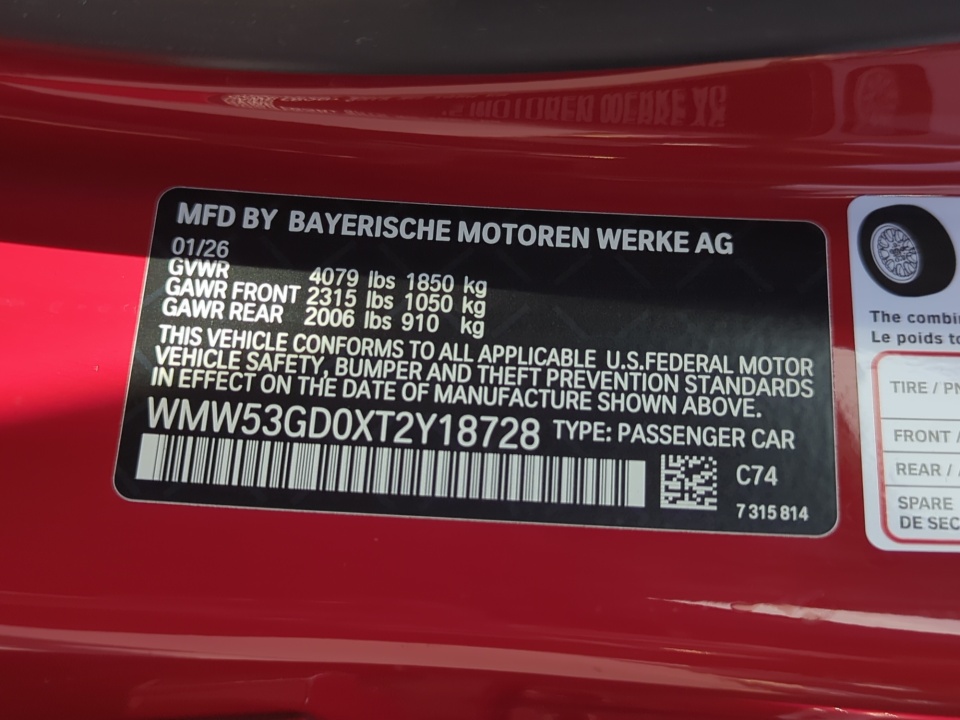 MFD BY BAYERISCHE MOTOREN WERKE AG
01/26
GVWR 4079 lbs 1850 kg
GAWR FRONT 2315 lbs 1050 kg
GAWR REAR 2006 lbs 910 kg
THIS VEHICLE CONFORMS TO ALL APPLICABLE U.S.FEDERAL MOTOR
VEHICLE SAFETY, BUMPER AND THEFT PREVENTION STANDARDS
IN EFFECT ON THE DATE OF MANUFACTURE SHOWN ABOVE.
WMW53GD0XT2Y18728 TYPE: PASSENGER CAR
C74
7 315 814
The combi
Le poids to
TIRE / PN
FRONT /
REAR /
SPARE
DE SEC